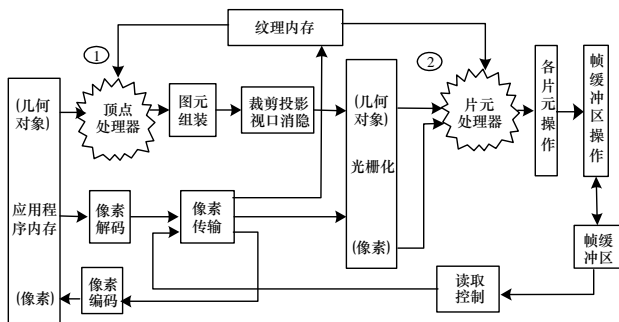 纹理内存
①
②
(几何
对象)
应用程
序内存
(像素)
顶点
处理器
图元
组装
裁剪投影
视口消隐
(几何
对象)
光栅化
(像素)
片元
处理器
各片元操作
帧缓冲区操作
像素
解码
像素
传输
像素
编码
读取
控制
帧缓
冲区